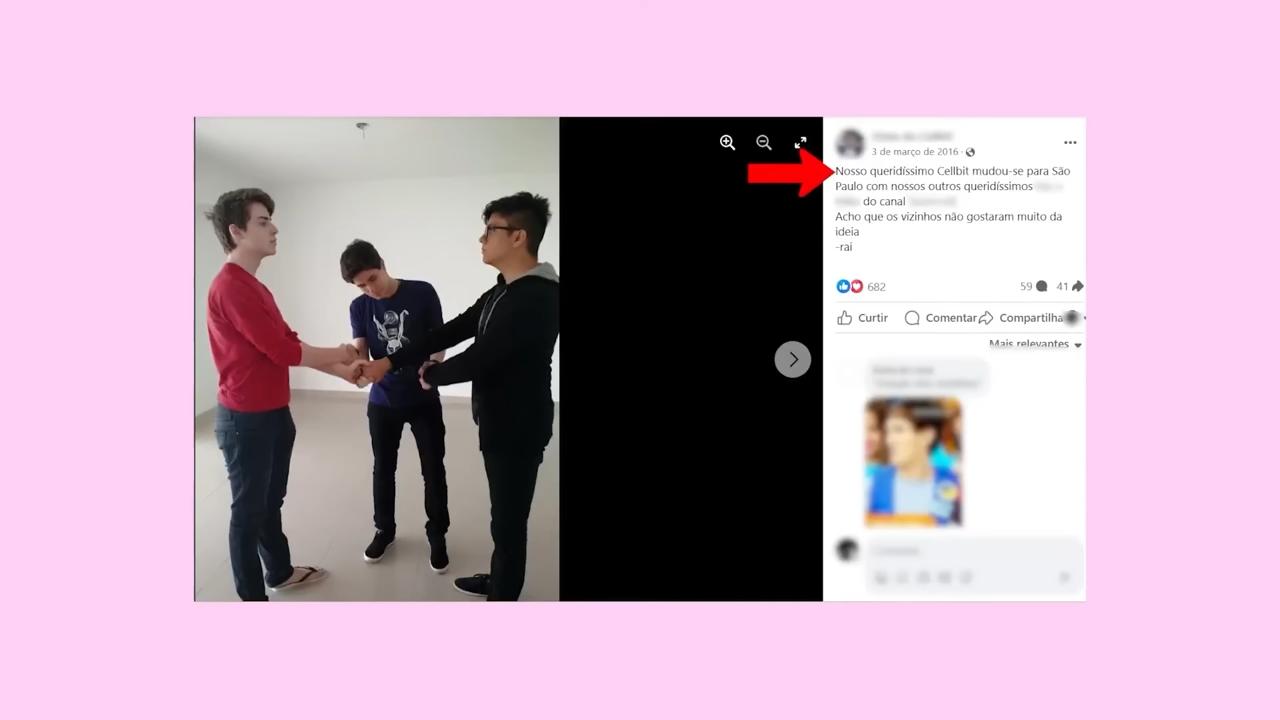 3 de março de 2016 ·
Nosso queridíssimo Cellbit mudou-se para São
Paulo com nossos outros queridíssimos
do canal
Acho que os vizinhos não gostaram muito da
ideia
-rai
682
59
41
Curtir
Comentar
Compartilha
Mais relevantes